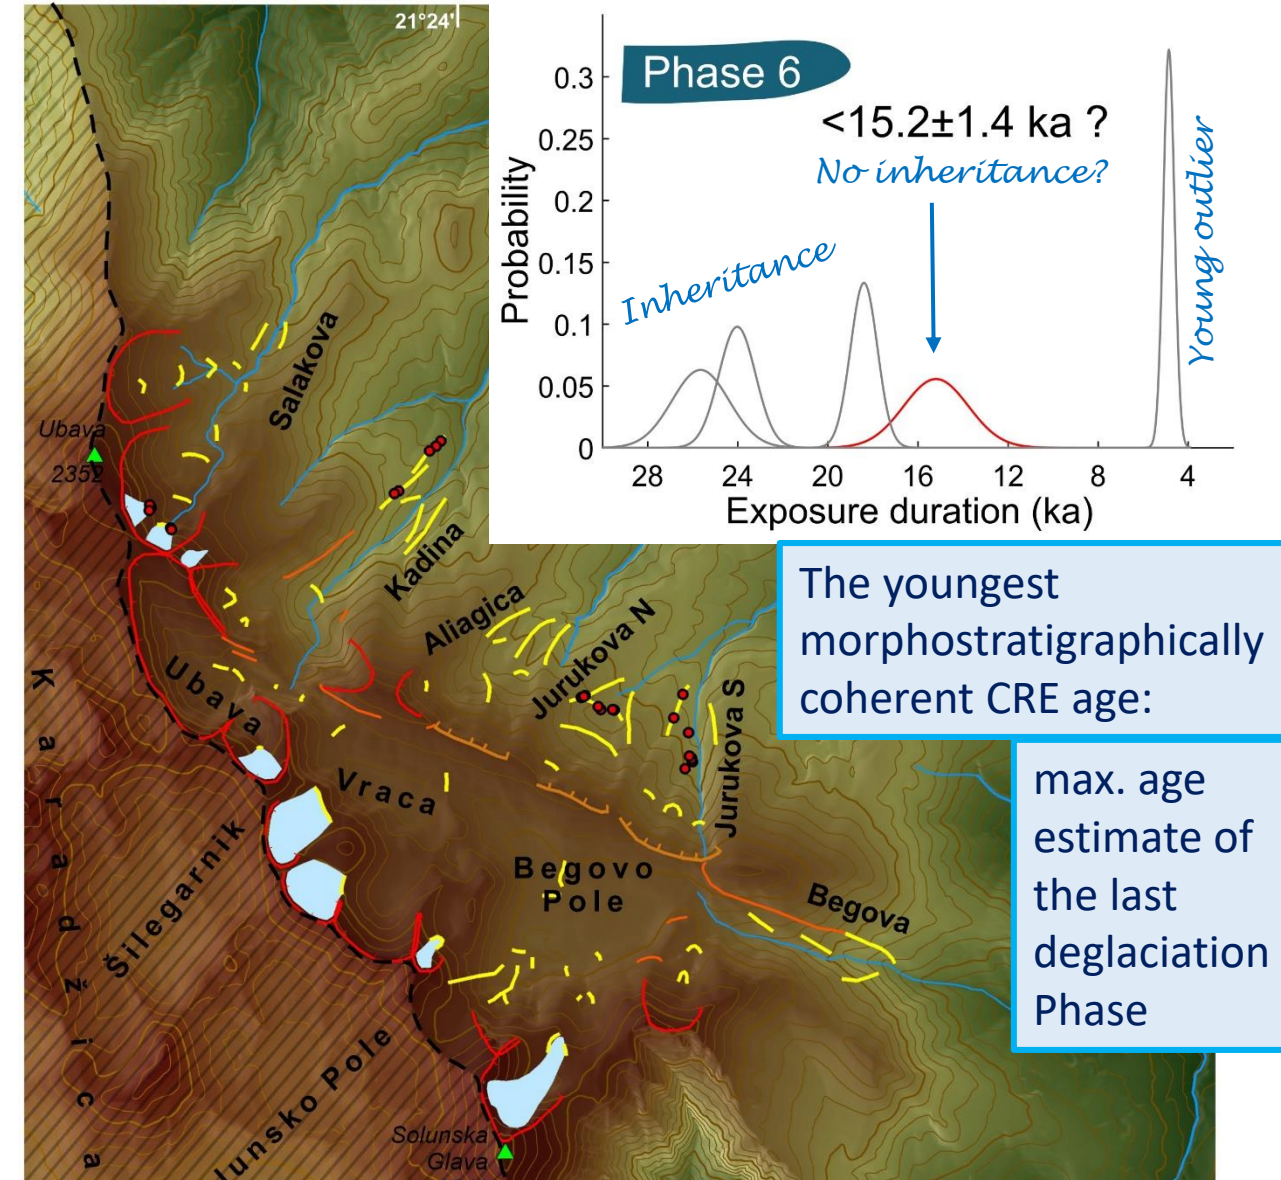 21°24'
Phase 6
<15.2±1.4 ka ?
No inheritance?
Inheritance
Young outlier
Probability
0.3
0.25
0.2
0.15
0.1
0.05
0
28 24 20 16 12 8 4
Exposure duration (ka)
The youngest
morphostratigraphically
coherent CRE age:
max. age
estimate of
the last
deglaciation
Phase
Salakova
Ubava
2352
Kadina
Aliagica
Jurukova N
Jurukova S
Ubava
Vraca
Begovo
Pole
Begova
Šilegarnik
Karadžica
lunsko Pole
Solunska
Glava